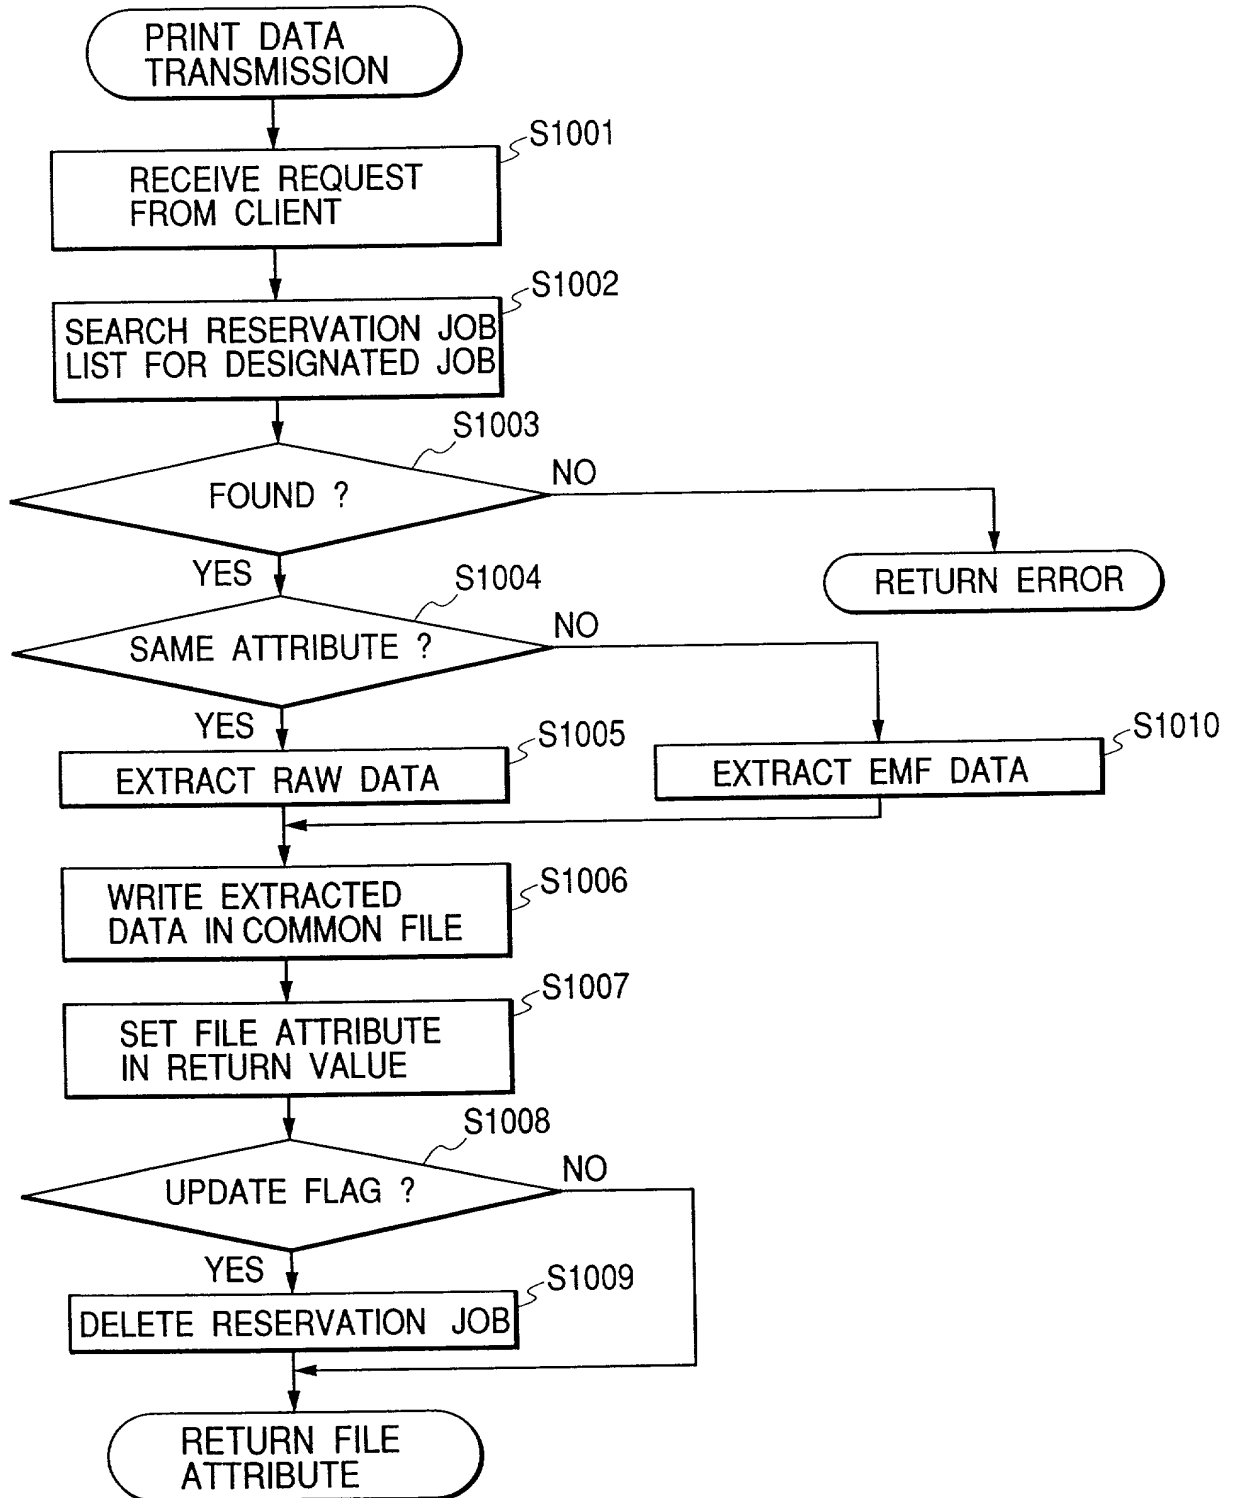 PRINT DATA
TRANSMISSION
S1001
RECEIVE REQUEST
FROM CLIENT
S1002
SEARCH RESERVATION JOB
LIST FOR DESIGNATED JOB
S1003
FOUND ?
NO
YES
RETURN ERROR
S1004
SAME ATTRIBUTE ?
NO
YES
S1005
EXTRACT RAW DATA
S1010
EXTRACT EMF DATA
S1006
WRITE EXTRACTED
DATA IN COMMON FILE
S1007
SET FILE ATTRIBUTE
IN RETURN VALUE
S1008
UPDATE FLAG ?
NO
YES
S1009
DELETE RESERVATION JOB
RETURN FILE
ATTRIBUTE